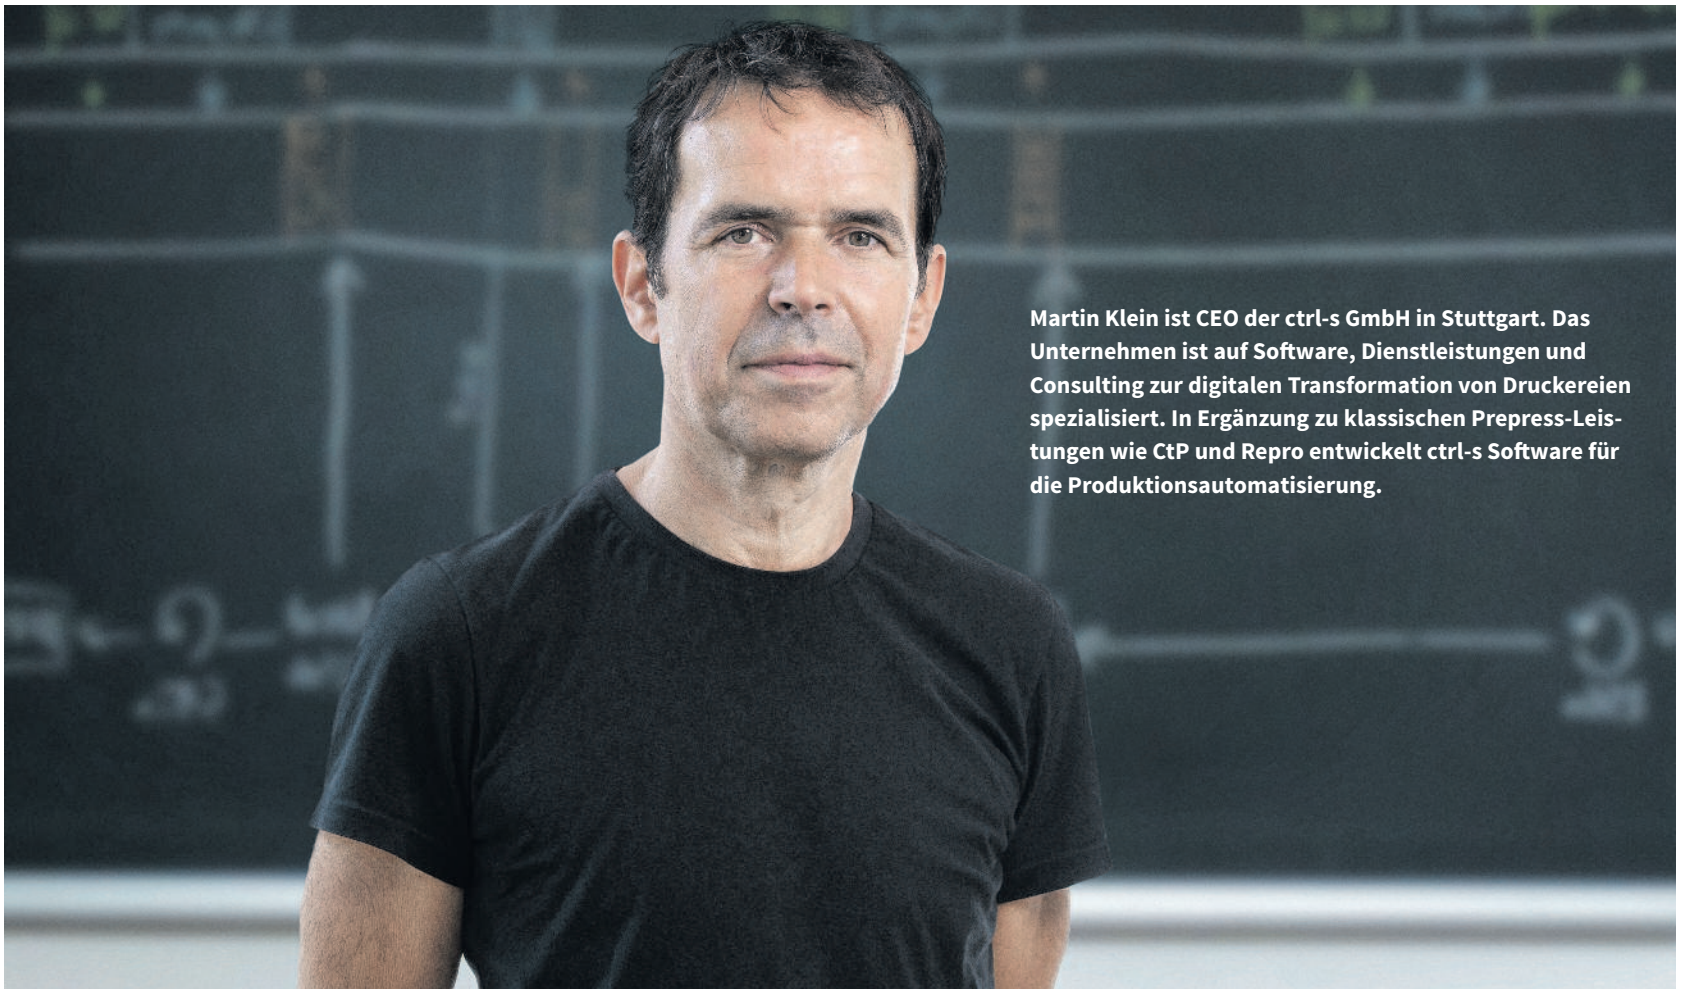 Martin Klein ist CEO der ctrl-s GmbH in Stuttgart. Das
Unternehmen ist auf Software, Dienstleistungen und
Consulting zur digitalen Transformation von Druckereien
spezialisiert. In Ergänzung zu klassischen Prepress-Leis-
tungen wie CtP und Repro entwickelt ctrl-s Software für
die Produktionsautomatisierung.